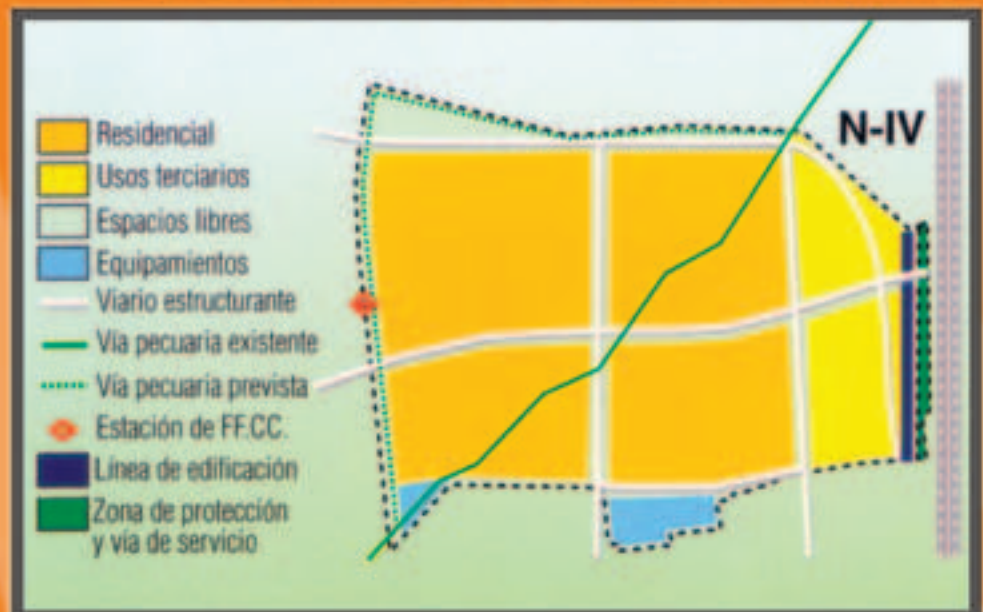 Residencial
Usos terciarios
Espacios libres
Equipamientos
Viario estructurante
Vía pecuaria existente
Vía pecuaria prevista
Estación de FF.CC.
Línea de edificación
Zona de protección
y vía de servicio
N-IV